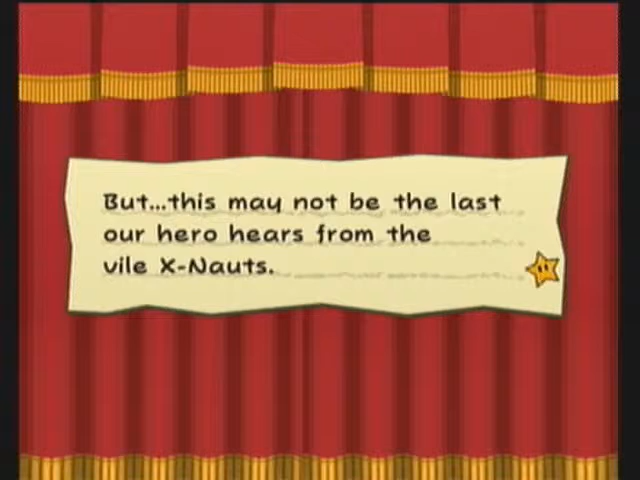 But...this may not be the last
our hero hears from the
vile X-Nauts.